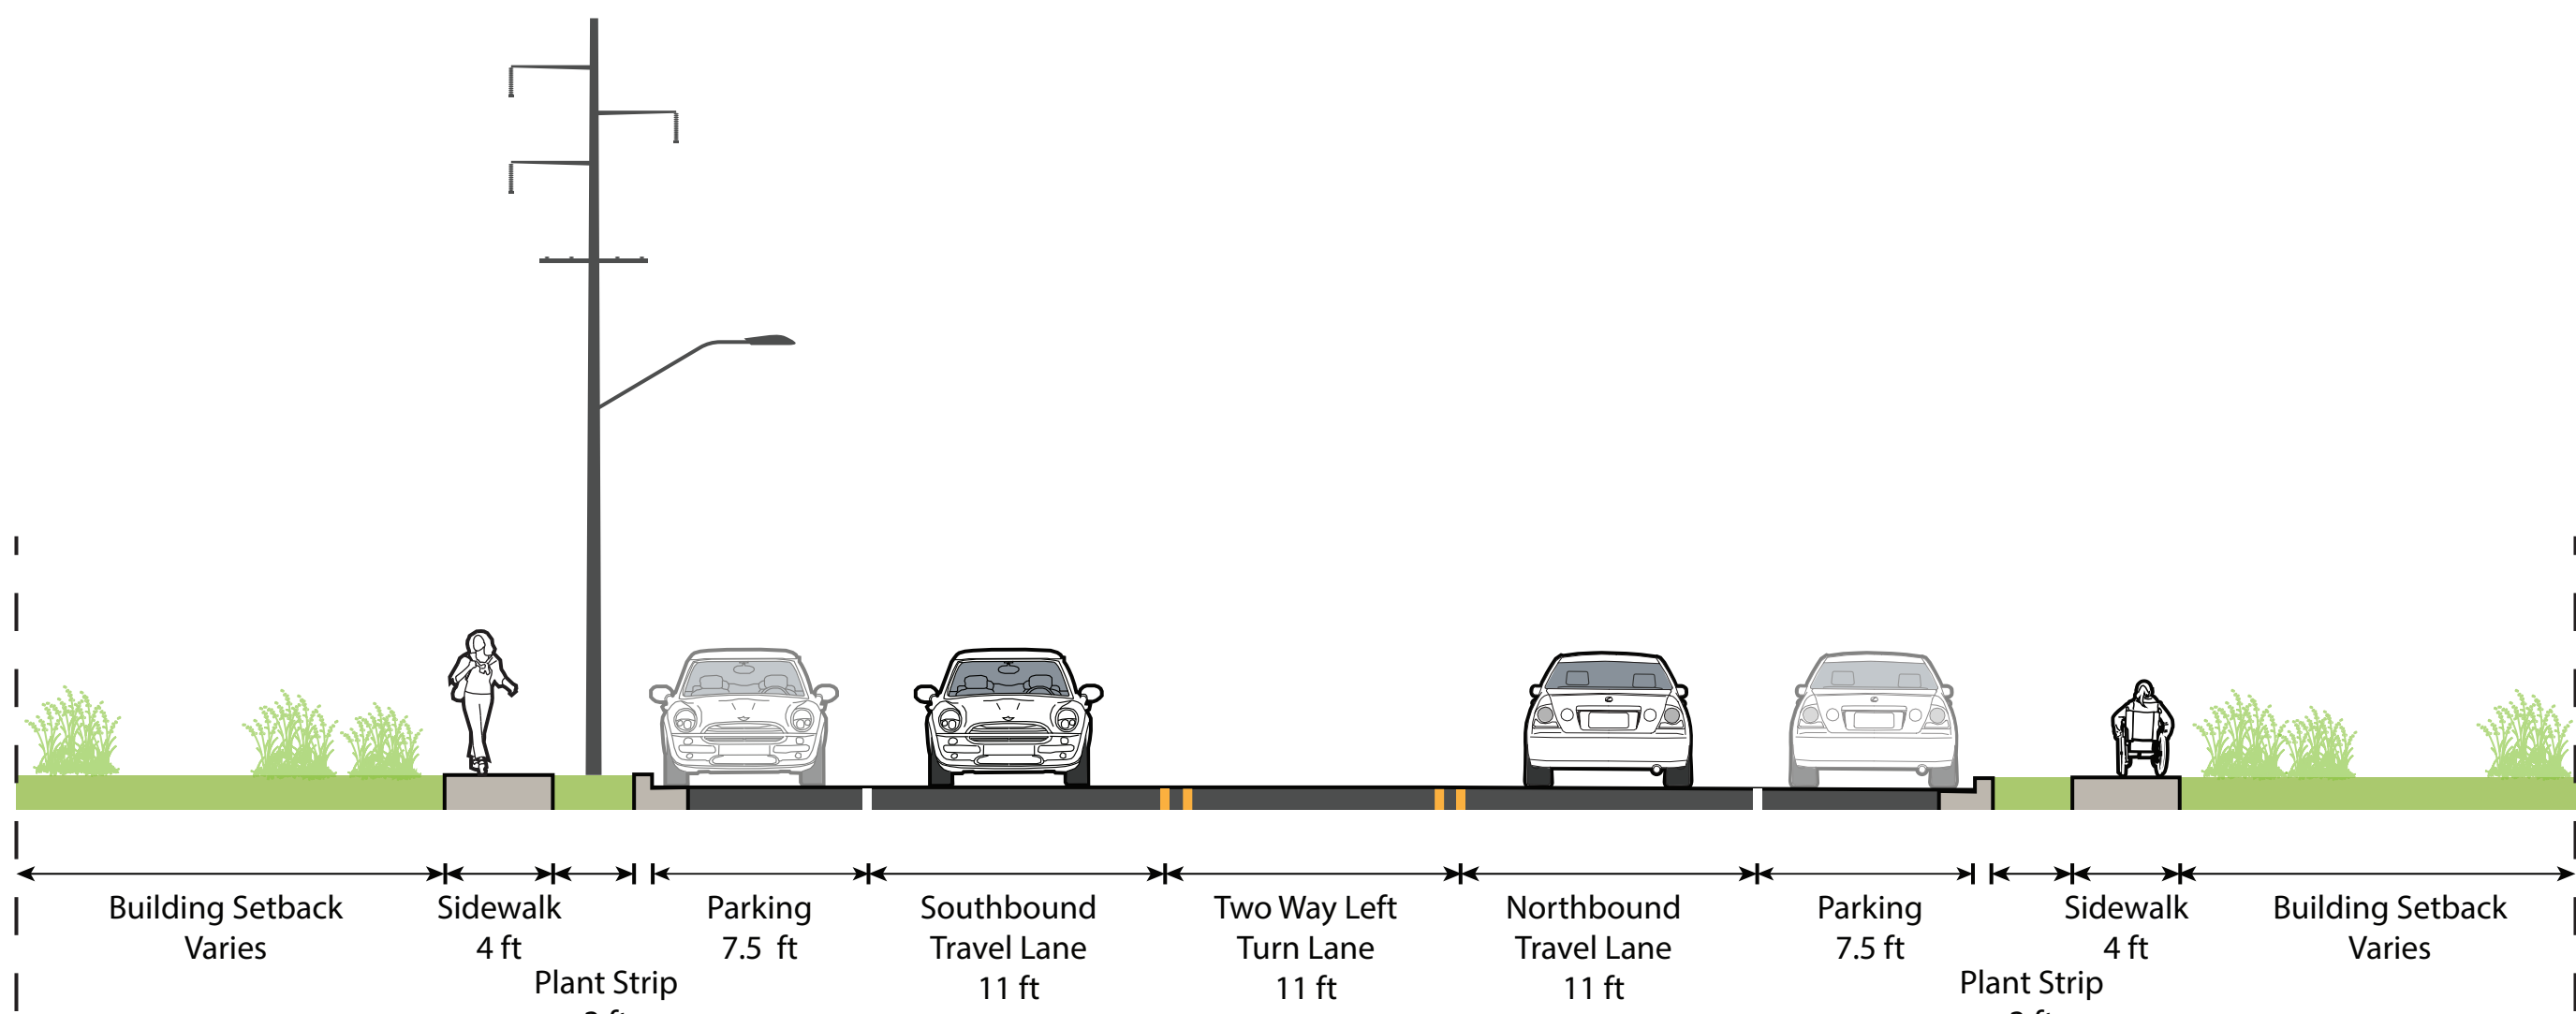 Building Setback
Varies
Sidewalk
4 ft
Plant Strip
Parking
7.5 ft
Southbound
Travel Lane
11 ft
Two Way Left
Turn Lane
11 ft
Northbound
Travel Lane
11 ft
Parking
7.5 ft
Plant Strip
Sidewalk
4 ft
Building Setback
Varies